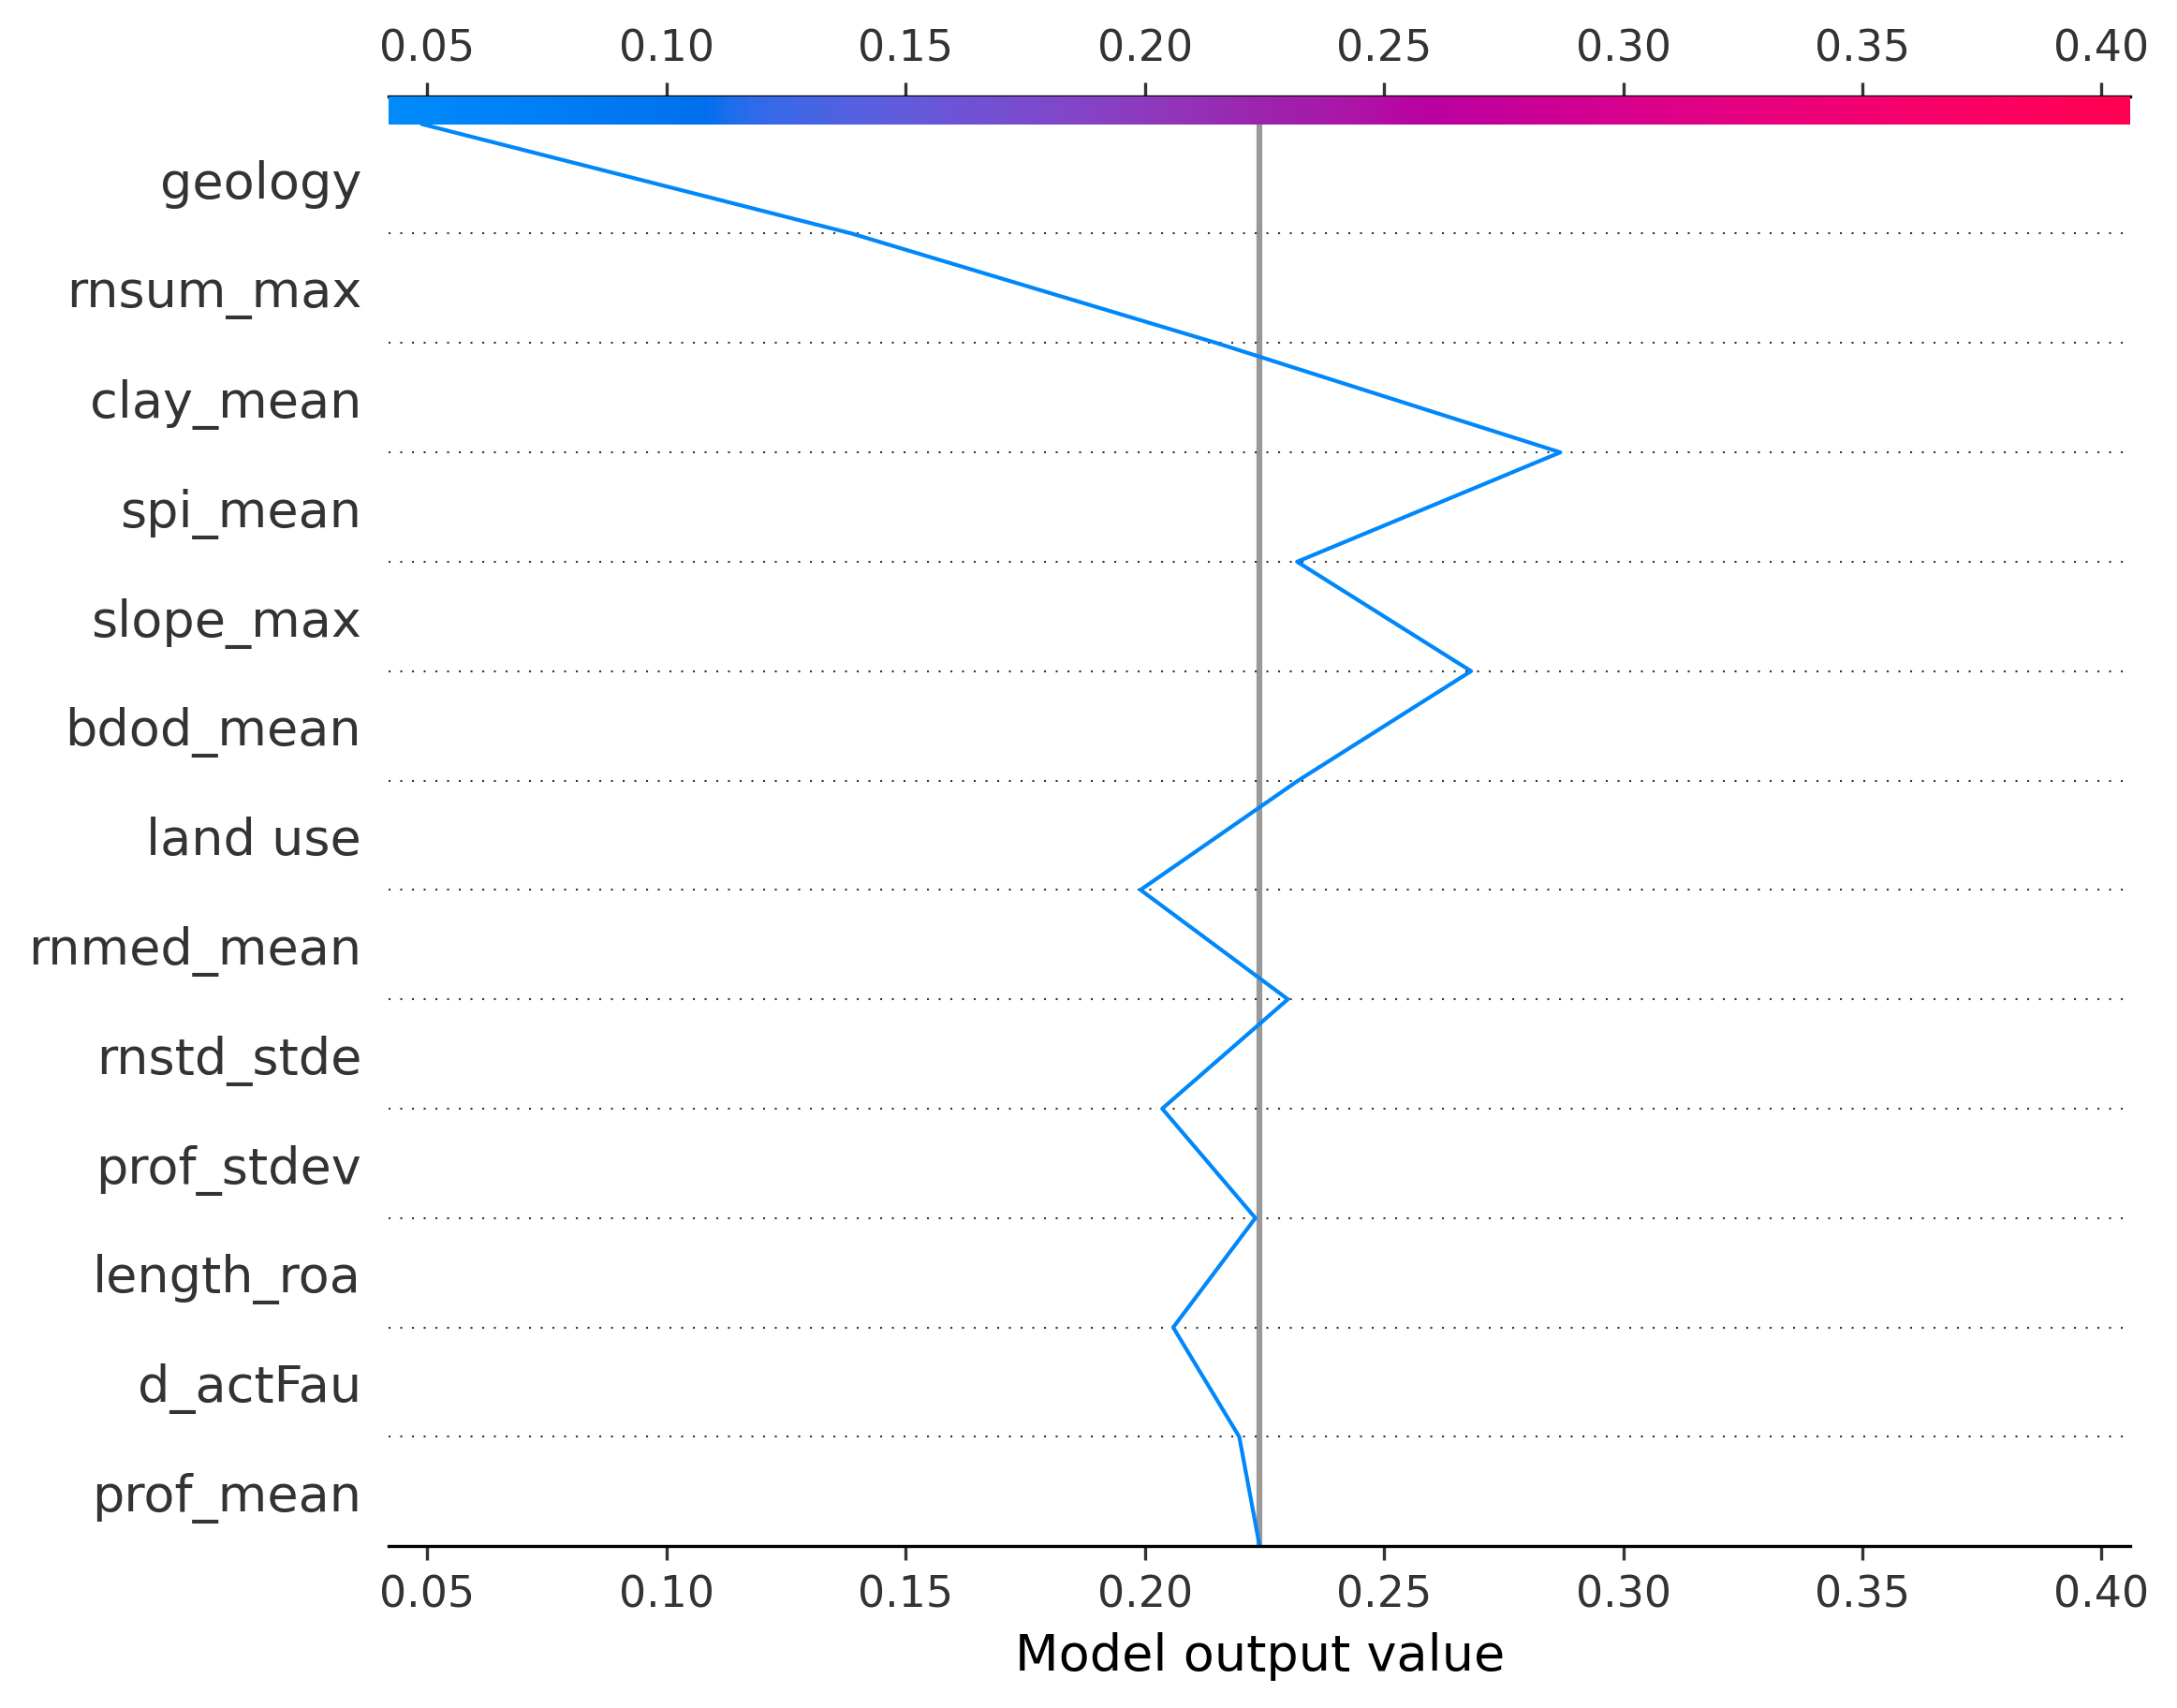 0.05 0.10 0.15 0.20 0.25 0.30 0.35 0.40
geology
rnsum_max
clay_mean
spi_mean
slope_max
bdod_mean
land use
rnmed_mean
rnstd_stde
prof_stdev
length_roa
d_actFau
prof_mean
0.05 0.10 0.15 0.20 0.25 0.30 0.35 0.40
Model output value